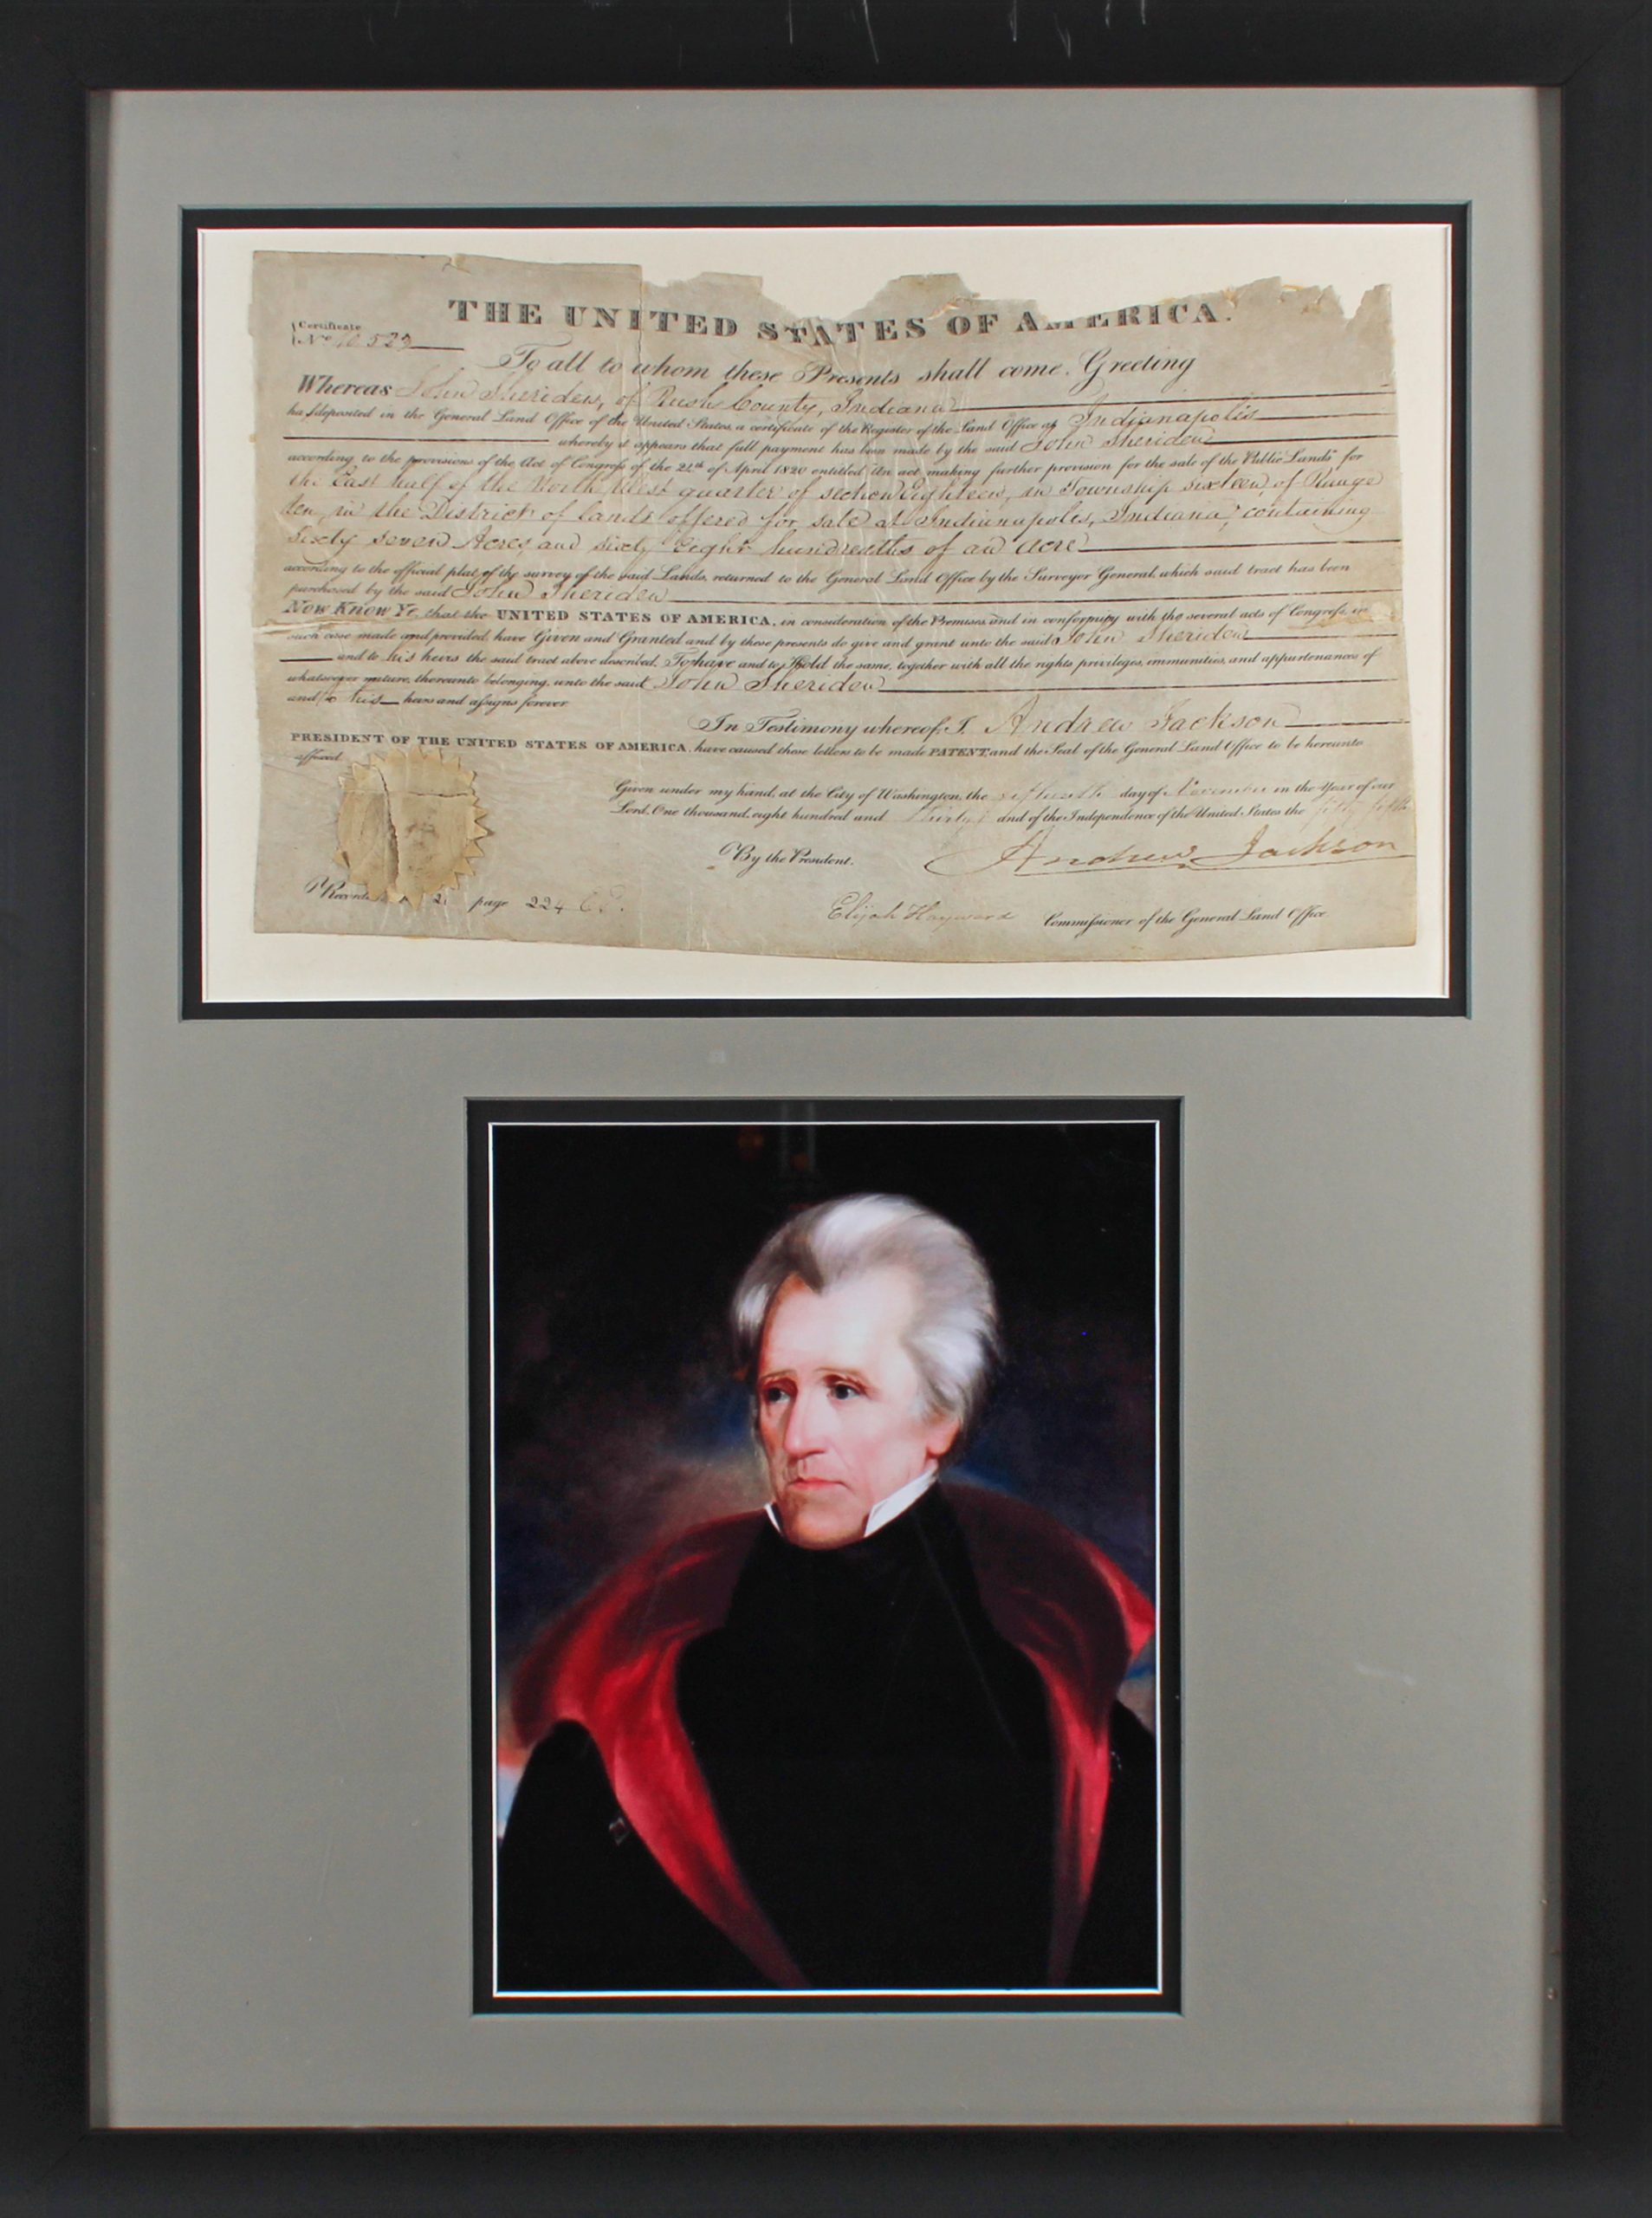 THE UNITED STATES OF AMERICA.
Certificate
No.
To all to whom these Presents shall come, Greeting
Whereas John Sheriden, of Rush County, Indiana
ha deposited in the General Land Office of the United States, a certificate of the Register of the Land Office at Indianapolis
whereby it appears that full payment has been made by the said John Sheriden
according to the provisions of the Act of Congress of the 24th of April 1820 entitled "An act making further provision for the sale of the Public Lands" for
the East half of the North West quarter of section Eighteen, in Township sixteen, of Range
ten, in the District of lands offered for sale at Indianapolis, Indiana, containing
sixty seven Acres and sixty Eight hundredths of an acre
according to the official plat of the survey of the said Lands, returned to the General Land Office by the Surveyor General, which said tract has been
purchased by the said John Sheriden
Now Know Ye, that the UNITED STATES OF AMERICA, in consideration of the Premises, and in conformity with the several acts of Congress, in
such case made and provided, have Given and Granted and by these presents do give and grant unto the said John Sheriden
and to his heirs the said tract above described, To have and to Hold the same, together with all the rights, privileges, immunities, and appurtenances of
whatsoever nature, thereunto belonging, unto the said John Sheriden
and to his heirs and assigns forever
In Testimony whereof, I, Andrew Jackson
PRESIDENT OF THE UNITED STATES OF AMERICA, have caused these letters to be made PATENT, and the Seal of the General Land Office to be hereunto
affixed
Given under my hand, at the City of Washington, the fifteenth day of November in the Year of our
Lord, One thousand, eight hundred and thirty and of the Independence of the United States the fifty fifth
By the President. Andrew Jackson
Elijah Hayward Commissioner of the General Land Office
page 224